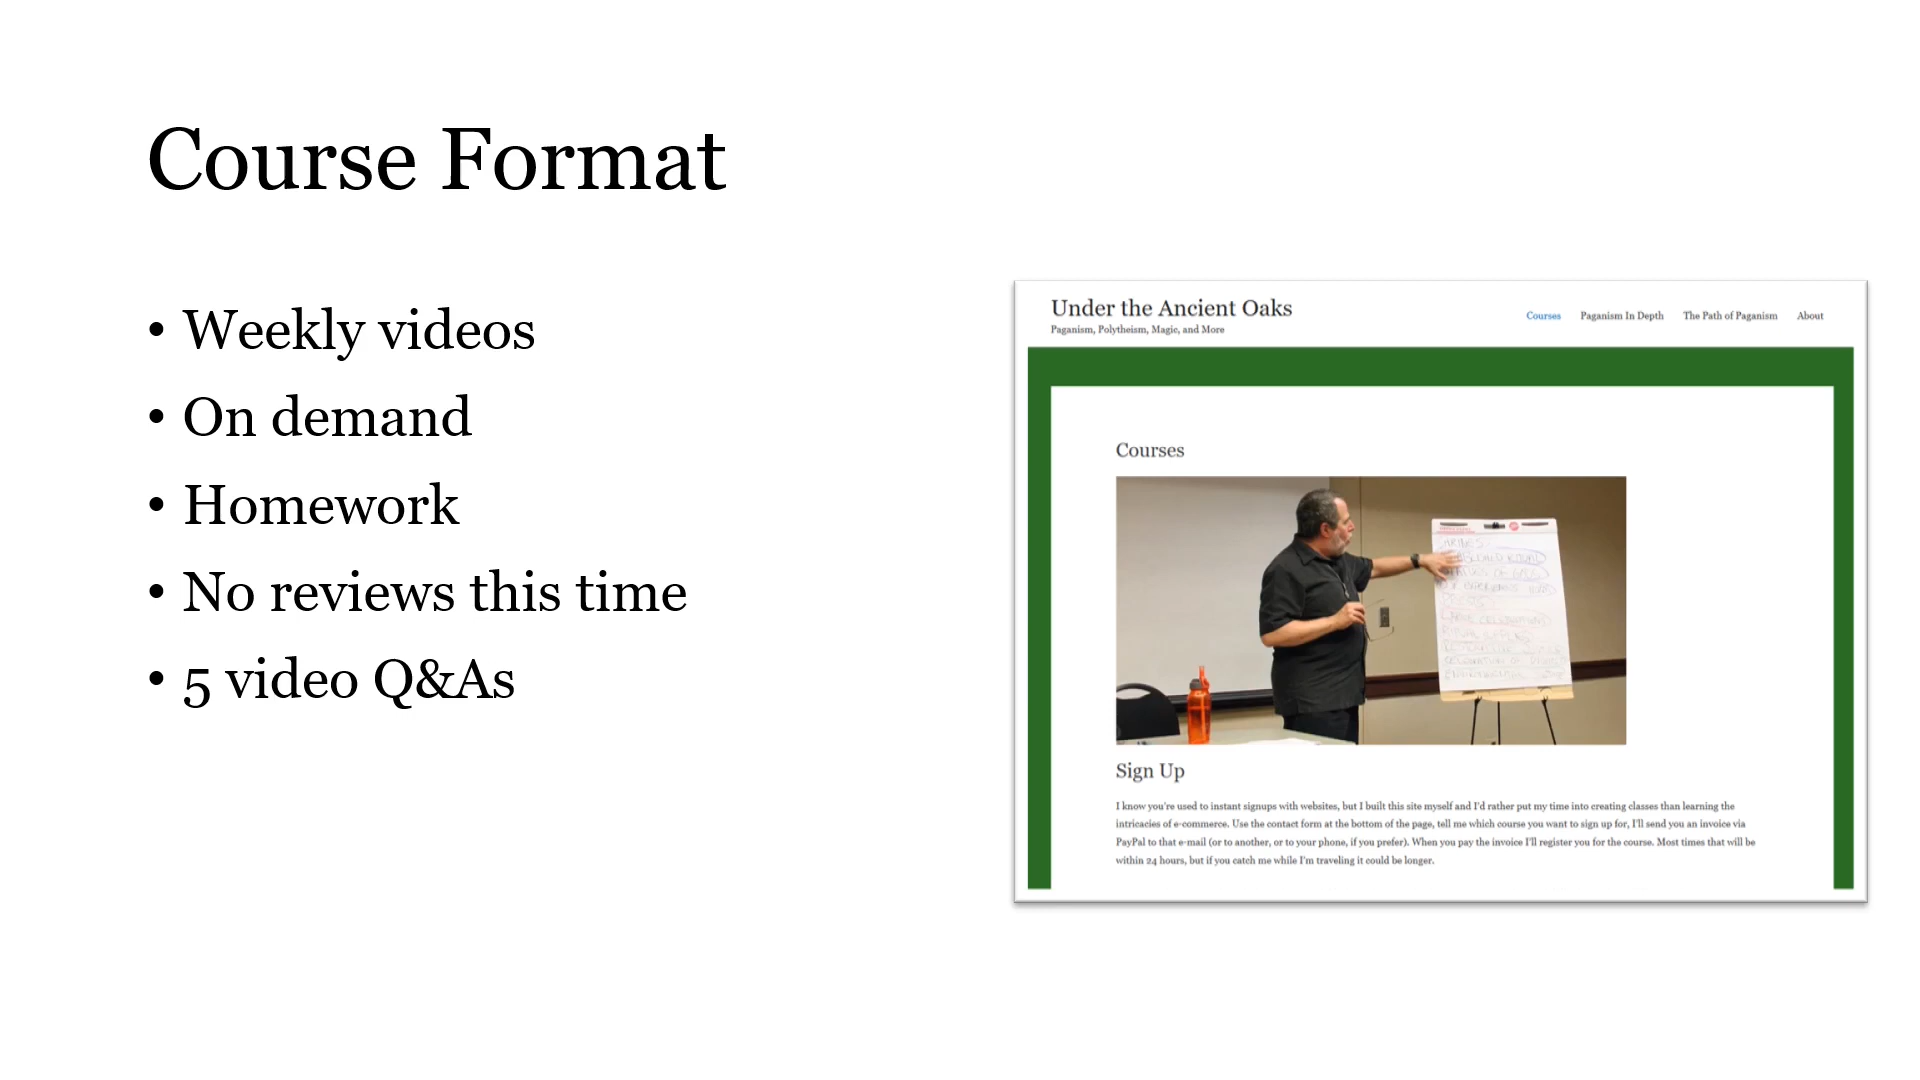 Course Format
• Weekly videos
• On demand
• Homework
• No reviews this time
• 5 video Q&As
Under the Ancient Oaks
Paganism, Polytheism, Magic, and More
Courses Paganism In Depth The Path of Paganism About
Courses
Sign Up
I know you're used to instant signups with websites, but I built this site myself and I'd rather put my time into creating classes than learning the
intricacies of e-commerce. Use the contact form at the bottom of the page, tell me which course you want to sign up for, I'll send you an invoice via
PayPal to that e-mail (or to another, or to your phone, if you prefer). When you pay the invoice I'll register you for the course. Most times that will be
within 24 hours, but if you catch me while I'm traveling it could be longer.